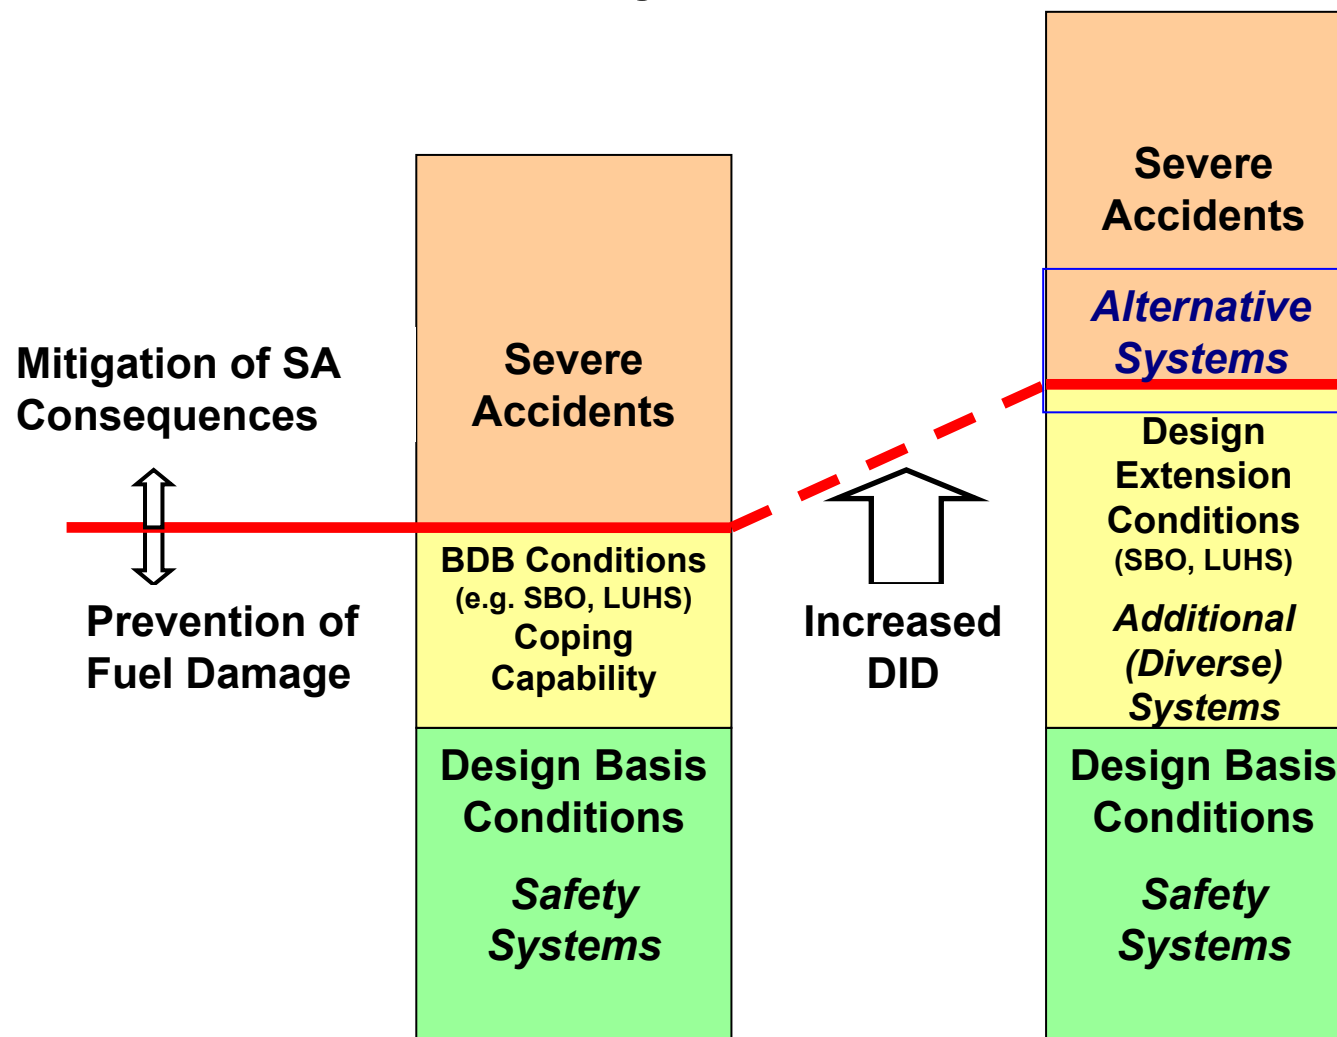 Mitigation of SA
Consequences
Prevention of
Fuel Damage
Severe
Accidents
BDB Conditions
(e.g. SBO, LUHS)
Coping
Capability
Design Basis
Conditions
Safety
Systems
Increased
DID
Severe
Accidents
Alternative
Systems
Design
Extension
Conditions
(SBO, LUHS)
Additional
(Diverse)
Systems
Design Basis
Conditions
Safety
Systems